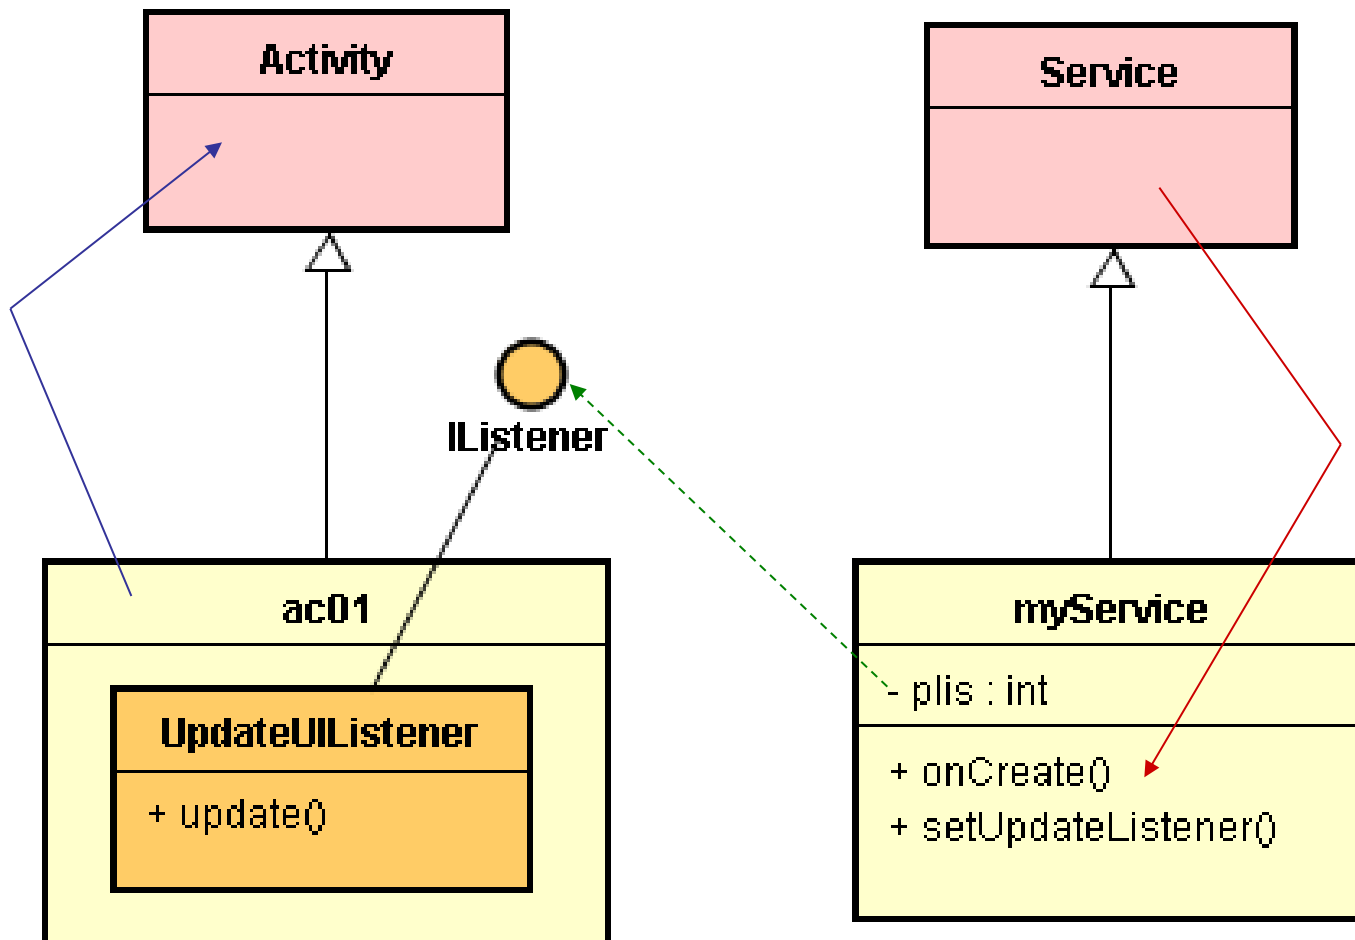 Activity
Service
IListener
ac01
UpdateUIListener
+ update()
myService
- plis : int
+ onCreate()
+ setUpdateListener()